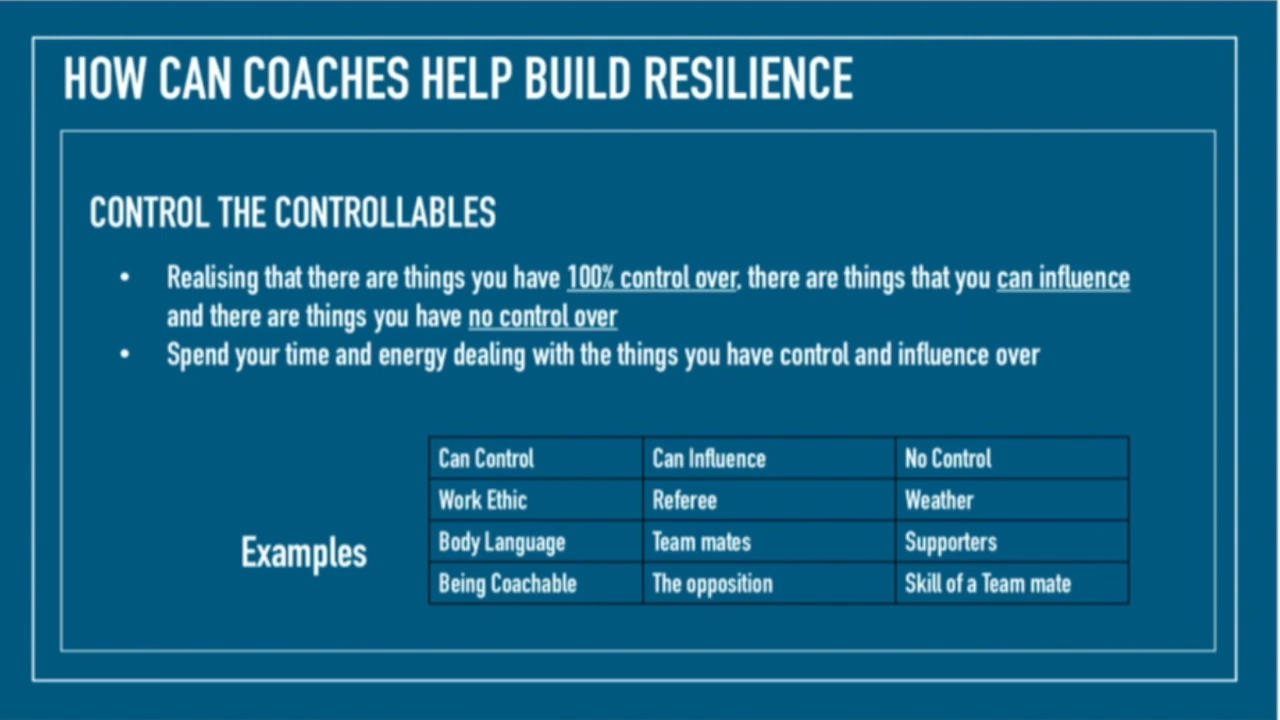 HOW CAN COACHES HELP BUILD RESILIENCE
CONTROL THE CONTROLLABLES
• Realising that there are things you have 100% control over, there are things that you can influence
and there are things you have no control over
• Spend your time and energy dealing with the things you have control and influence over
Examples
Can Control Can Influence No Control
Work Ethic Referee Weather
Body Language Team mates Supporters
Being Coachable The opposition Skill of a Team mate